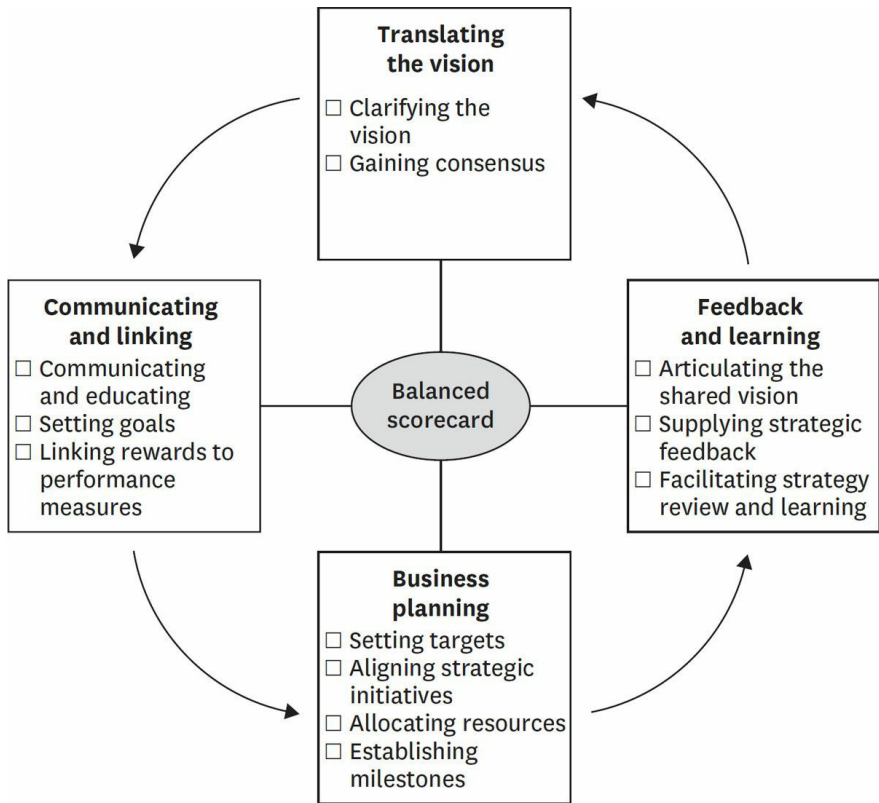 Translating
the vision
☐ Clarifying the
vision
☐ Gaining consensus
Communicating
and linking
☐ Communicating
and educating
☐ Setting goals
☐ Linking rewards to
performance
measures
Balanced
scorecard
Feedback
and learning
☐ Articulating the
shared vision
☐ Supplying strategic
feedback
☐ Facilitating strategy
review and learning
Business
planning
☐ Setting targets
☐ Aligning strategic
initiatives
☐ Allocating resources
☐ Establishing
milestones